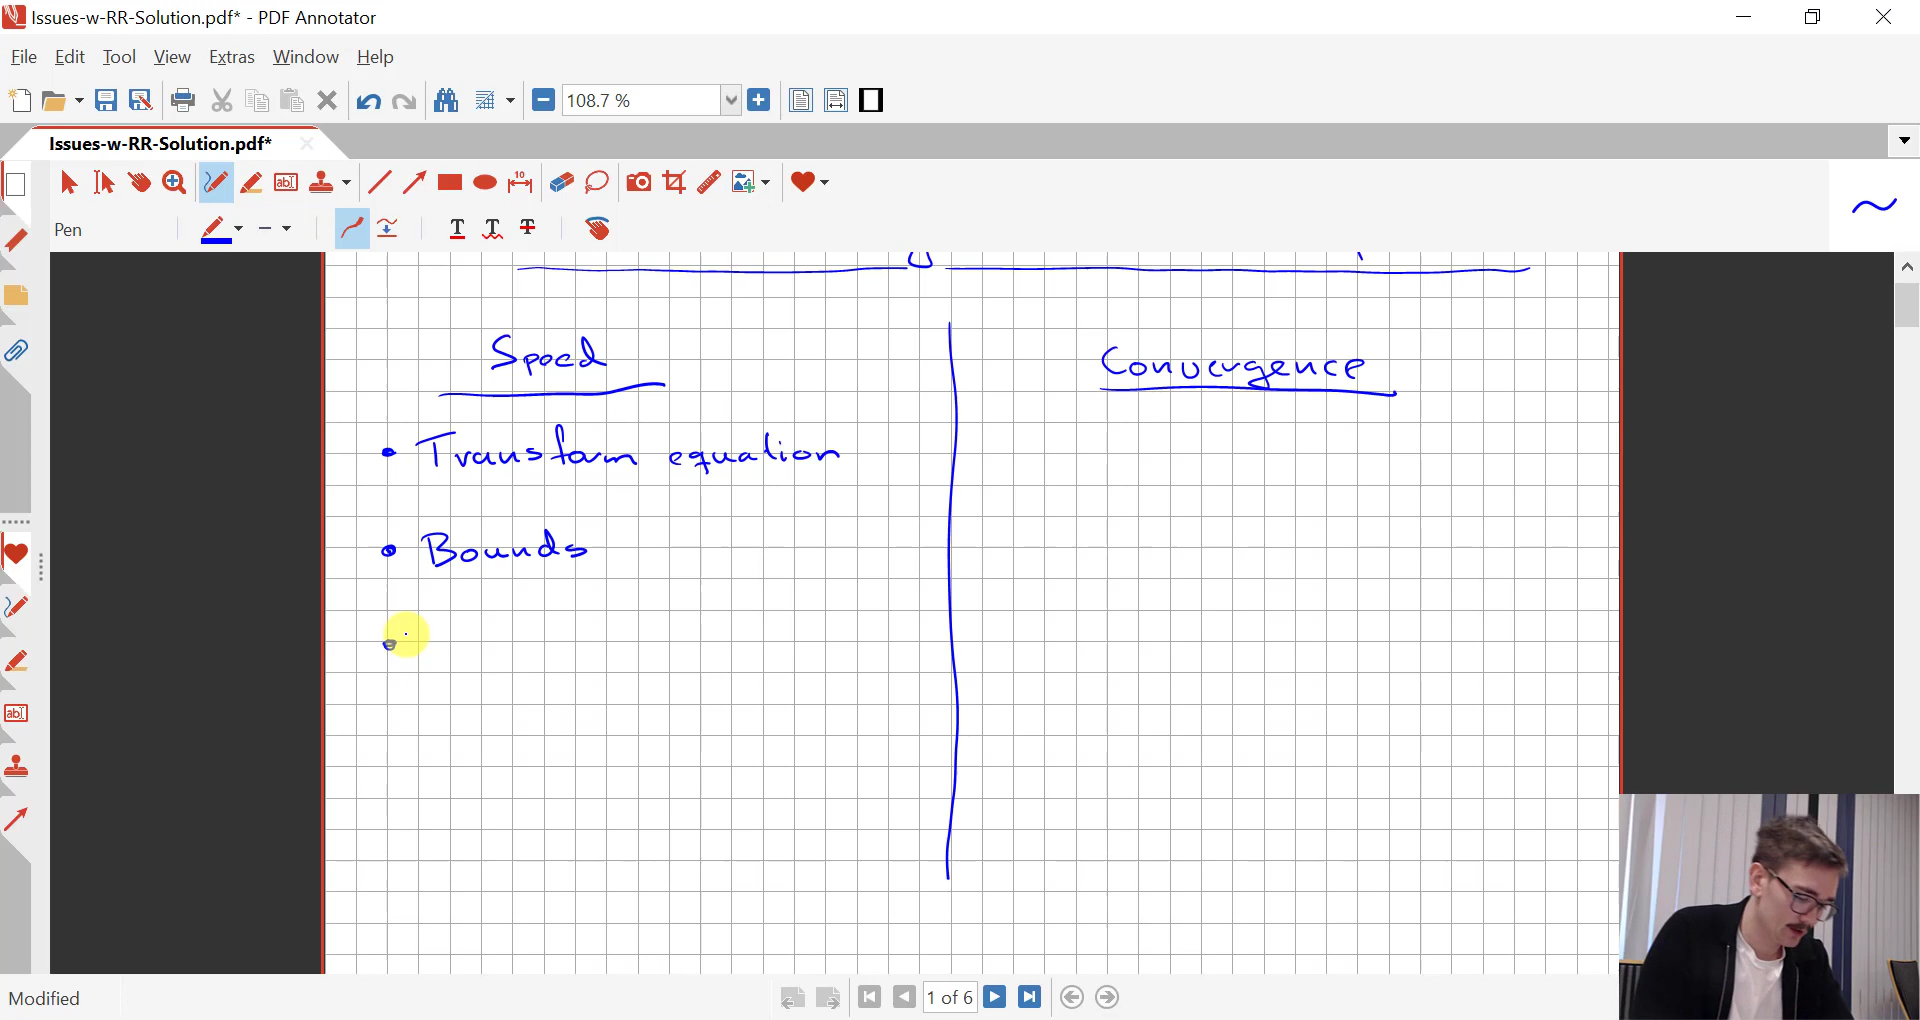 Issues-w-RR-Solution.pdf* - PDF Annotator
File Edit Tool View Extras Window Help
108.7 %
Issues-w-RR-Solution.pdf*
10
Pen
Speed
Convergence
• Transform equation
• Bounds
•
Modified
1 of 6